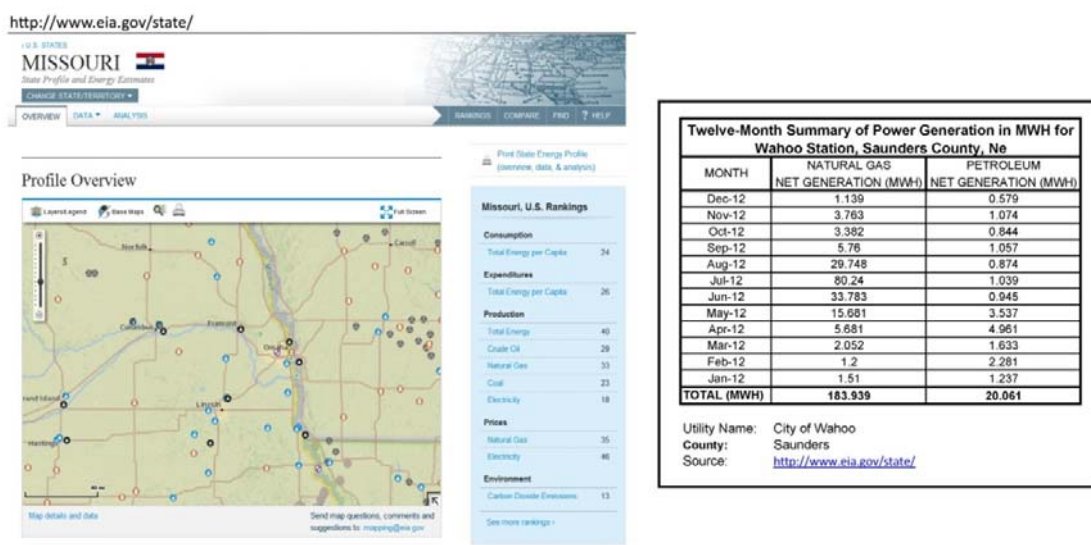 http://www.eia.gov/state/
‹ U.S. STATES
MISSOURI
State Profile and Energy Estimates
CHANGE STATE/TERRITORY
OVERVIEW DATA ANALYSIS
RANKINGS COMPARE FIND ? HELP
Print State Energy Profile
(overview, data, & analysis)
Profile Overview
Layers/Legend Base Maps Full Screen
Norfolk
Carroll
Columbus
Fremont
Omaha
Lincoln
Grand Island
Hastings
Map details and data
Send map questions, comments and
suggestions to: mapping@eia.gov
Missouri, U.S. Rankings
Consumption
Total Energy per Capita 24
Expenditures
Total Energy per Capita 26
Production
Total Energy 40
Crude Oil 29
Natural Gas 33
Coal 23
Electricity 18
Prices
Natural Gas 35
Electricity 46
Environment
Carbon Dioxide Emissions 13
See more rankings ›
Twelve-Month Summary of Power Generation in MWH for
Wahoo Station, Saunders County, Ne
MONTH NATURAL GAS PETROLEUM
NET GENERATION (MWH) NET GENERATION (MWH)
Dec-12 1.139 0.579
Nov-12 3.763 1.074
Oct-12 3.382 0.844
Sep-12 5.76 1.057
Aug-12 29.748 0.874
Jul-12 80.24 1.039
Jun-12 33.783 0.945
May-12 15.681 3.537
Apr-12 5.681 4.961
Mar-12 2.052 1.633
Feb-12 1.2 2.281
Jan-12 1.51 1.237
TOTAL (MWH) 183.939 20.061
Utility Name: City of Wahoo
County: Saunders
Source: http://www.eia.gov/state/